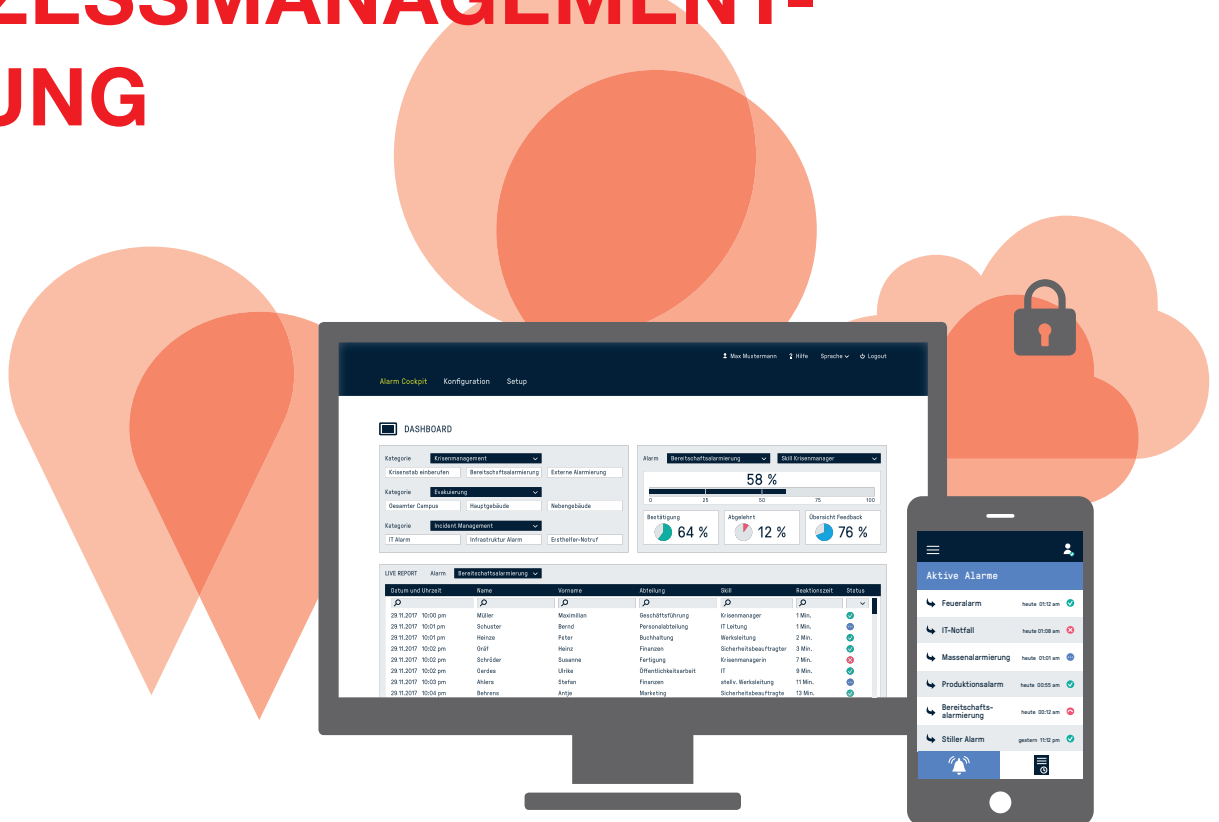 ZESSMANAGEMENT-
UNG
Max Mustermann Hilfe Sprache Logout
Alarm Cockpit Konfiguration Setup
DASHBOARD
Kategorie Krisenmanagement
Krisenstab einberufen Bereitschaftsalarmierung Externe Alarmierung
Kategorie Evakuierung
Gesamter Campus Hauptgebäude Nebengebäude
Kategorie Incident Management
IT Alarm Infrastruktur Alarm Ersthelfer-Notruf
Alarm Bereitschaftsalarmierung Skill Krisenmanager
58 %
0 25 50 75 100
Bestätigung Abgelehnt Übersicht Feedback
64 % 12 % 76 %
LIVE REPORT Alarm Bereitschaftsalarmierung
Datum und Uhrzeit Name Vorname Abteilung Skill Reaktionszeit Status
29.11.2017 10:00 pm Müller Maximilian Geschäftsführung Krisenmanager 1 Min.
29.11.2017 10:01 pm Schuster Bernd Personalabteilung IT Leitung 1 Min.
29.11.2017 10:01 pm Heinze Peter Buchhaltung Werksleitung 2 Min.
29.11.2017 10:02 pm Gräf Heinz Finanzen Sicherheitsbeauftragter 3 Min.
29.11.2017 10:02 pm Schröder Susanne Fertigung Krisenmanagerin 7 Min.
29.11.2017 10:02 pm Gerdes Ulrike Öffentlichkeitsarbeit IT 9 Min.
29.11.2017 10:03 pm Ahlers Stefan Finanzen stellv. Werksleitung 11 Min.
29.11.2017 10:04 pm Behrens Antje Marketing Sicherheitsbeauftragte 13 Min.
Aktive Alarme
Feueralarm heute 01:12 am
IT-Notfall heute 01:08 am
Massenalarmierung heute 01:01 am
Produktionsalarm heute 00:55 am
Bereitschafts-
alarmierung heute 00:12 am
Stiller Alarm gestern 11:12 pm